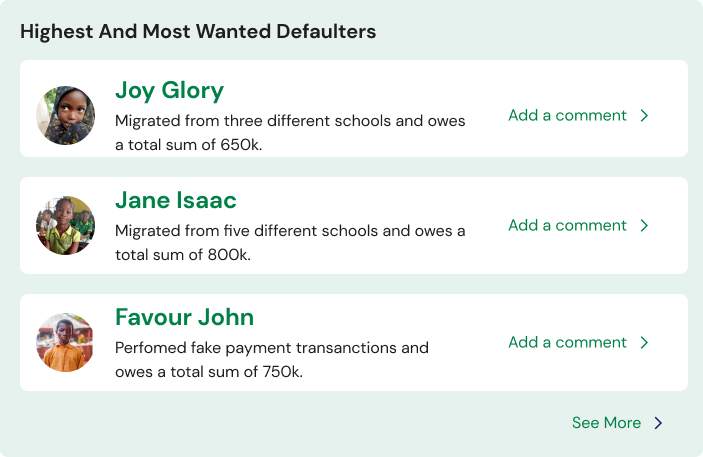 Highest And Most Wanted Defaulters
Joy Glory
Migrated from three different schools and owes
a total sum of 650k.
Add a comment
Jane Isaac
Migrated from five different schools and owes a
total sum of 800k.
Add a comment
Favour John
Perfomed fake payment transanctions and
owes a total sum of 750k.
Add a comment
See More